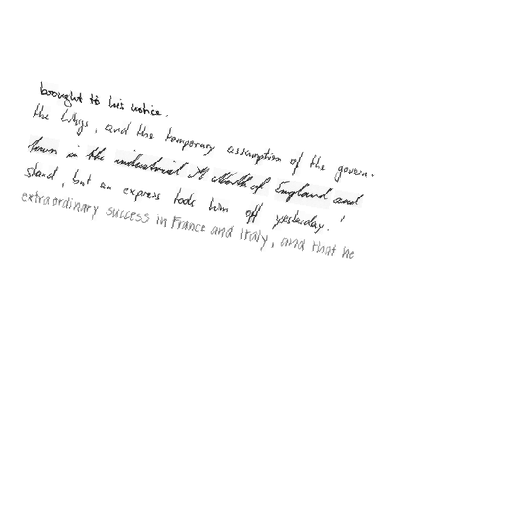 brought to his notice.
the Whigs, and the temporary assumption of the govern-
town in the industrial North of England and
stand, but an express took him off yesterday. '
extraordinary success in France and Italy, and that he